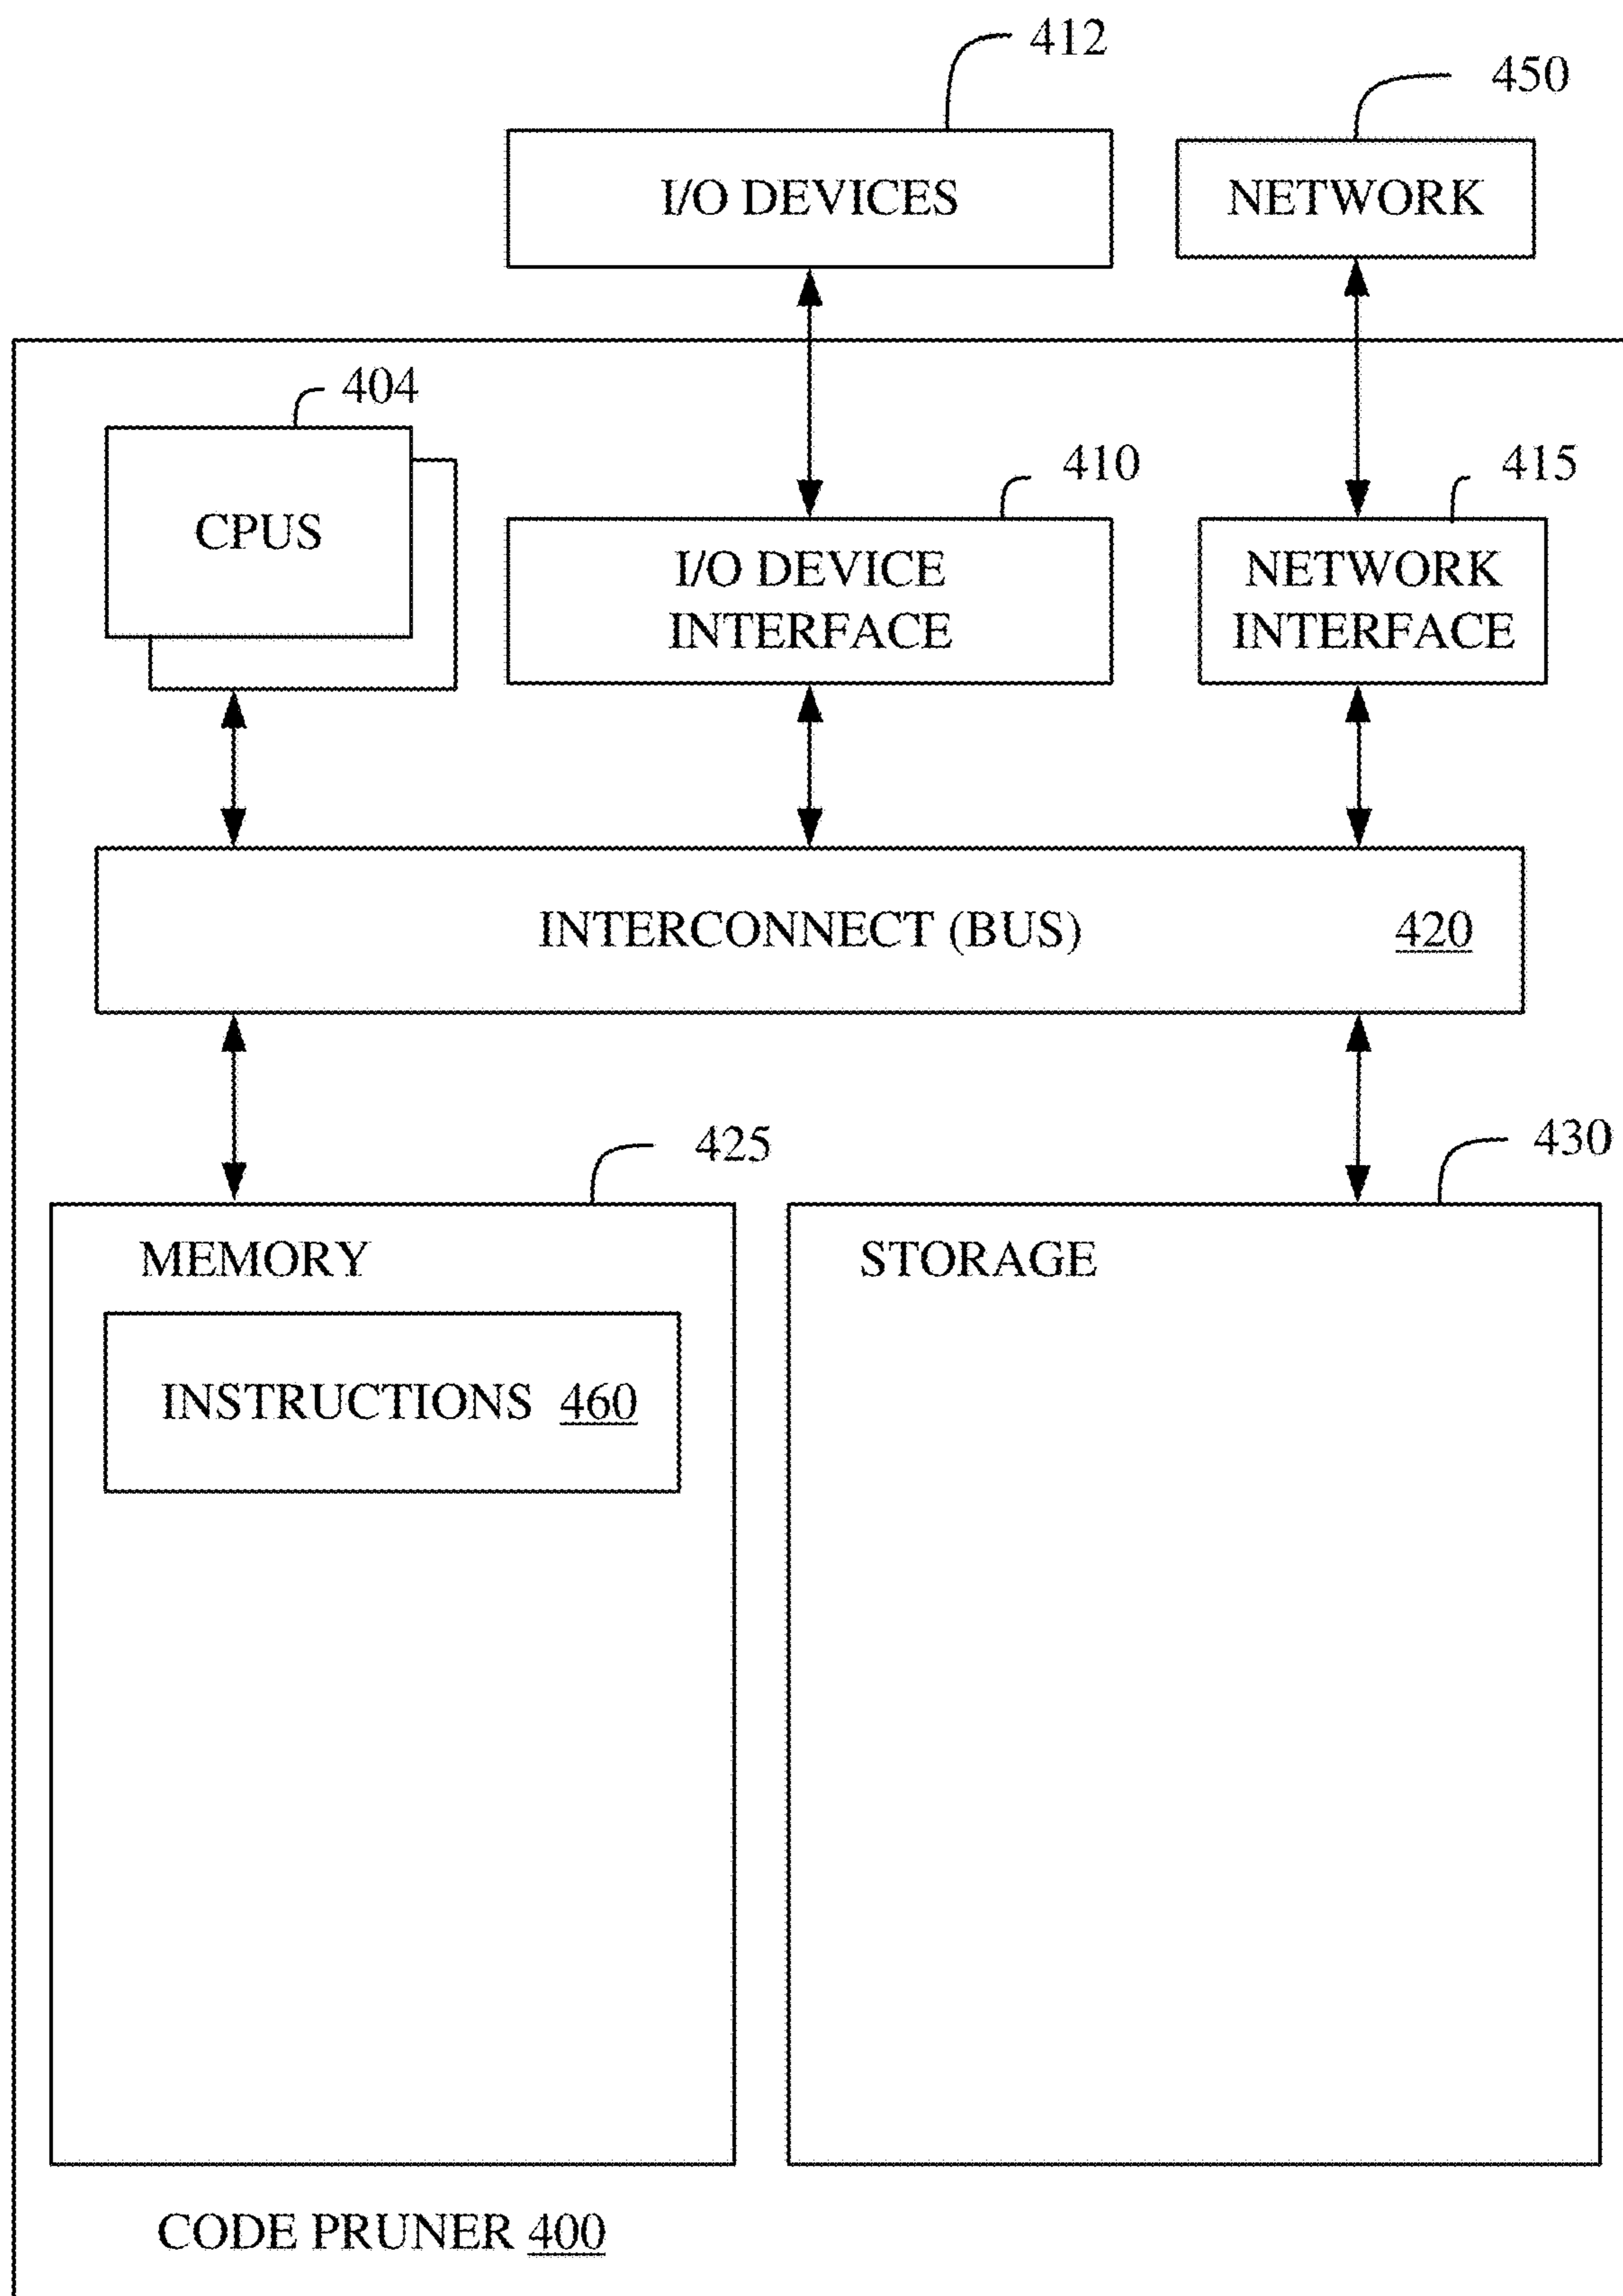 412
450
I/O DEVICES
NETWORK
404
410
415
CPUS
I/O DEVICE
INTERFACE
NETWORK
INTERFACE
INTERCONNECT (BUS) 420
425
430
MEMORY
STORAGE
INSTRUCTIONS 460
CODE PRUNER 400